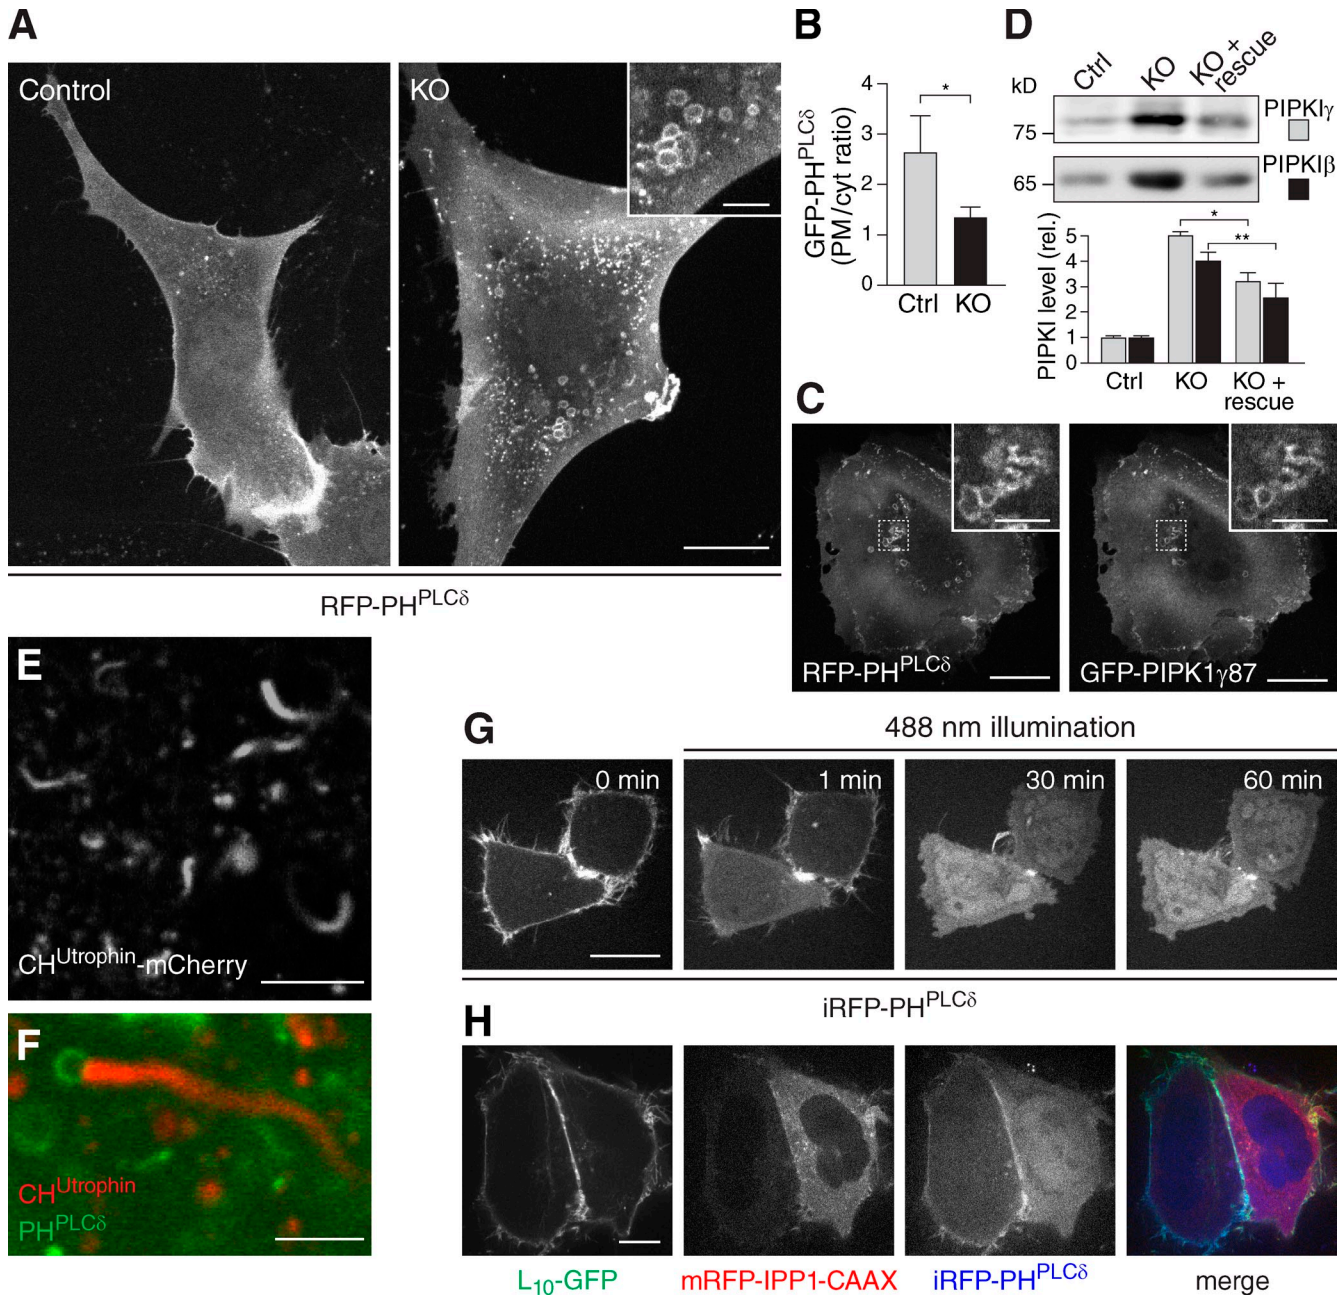 A
Control
KO
RFP-PH^PLCδ
B
GFP-PH^PLCδ
(PM/cyt ratio)
4
3
2
1
0
*
Ctrl
KO
D
kD
Ctrl
KO
KO +
rescue
75
PIPKIγ
65
PIPKIβ
PIPKI level (rel.)
5
4
3
2
1
0
*
**
Ctrl
KO
KO +
rescue
C
RFP-PH^PLCδ
GFP-PIPK1γ87
E
CH^Utrophin-mCherry
F
CH^Utrophin
PH^PLCδ
G
488 nm illumination
0 min
1 min
30 min
60 min
iRFP-PH^PLCδ
H
L₁₀-GFP
mRFP-IPP1-CAAX
iRFP-PH^PLCδ
merge